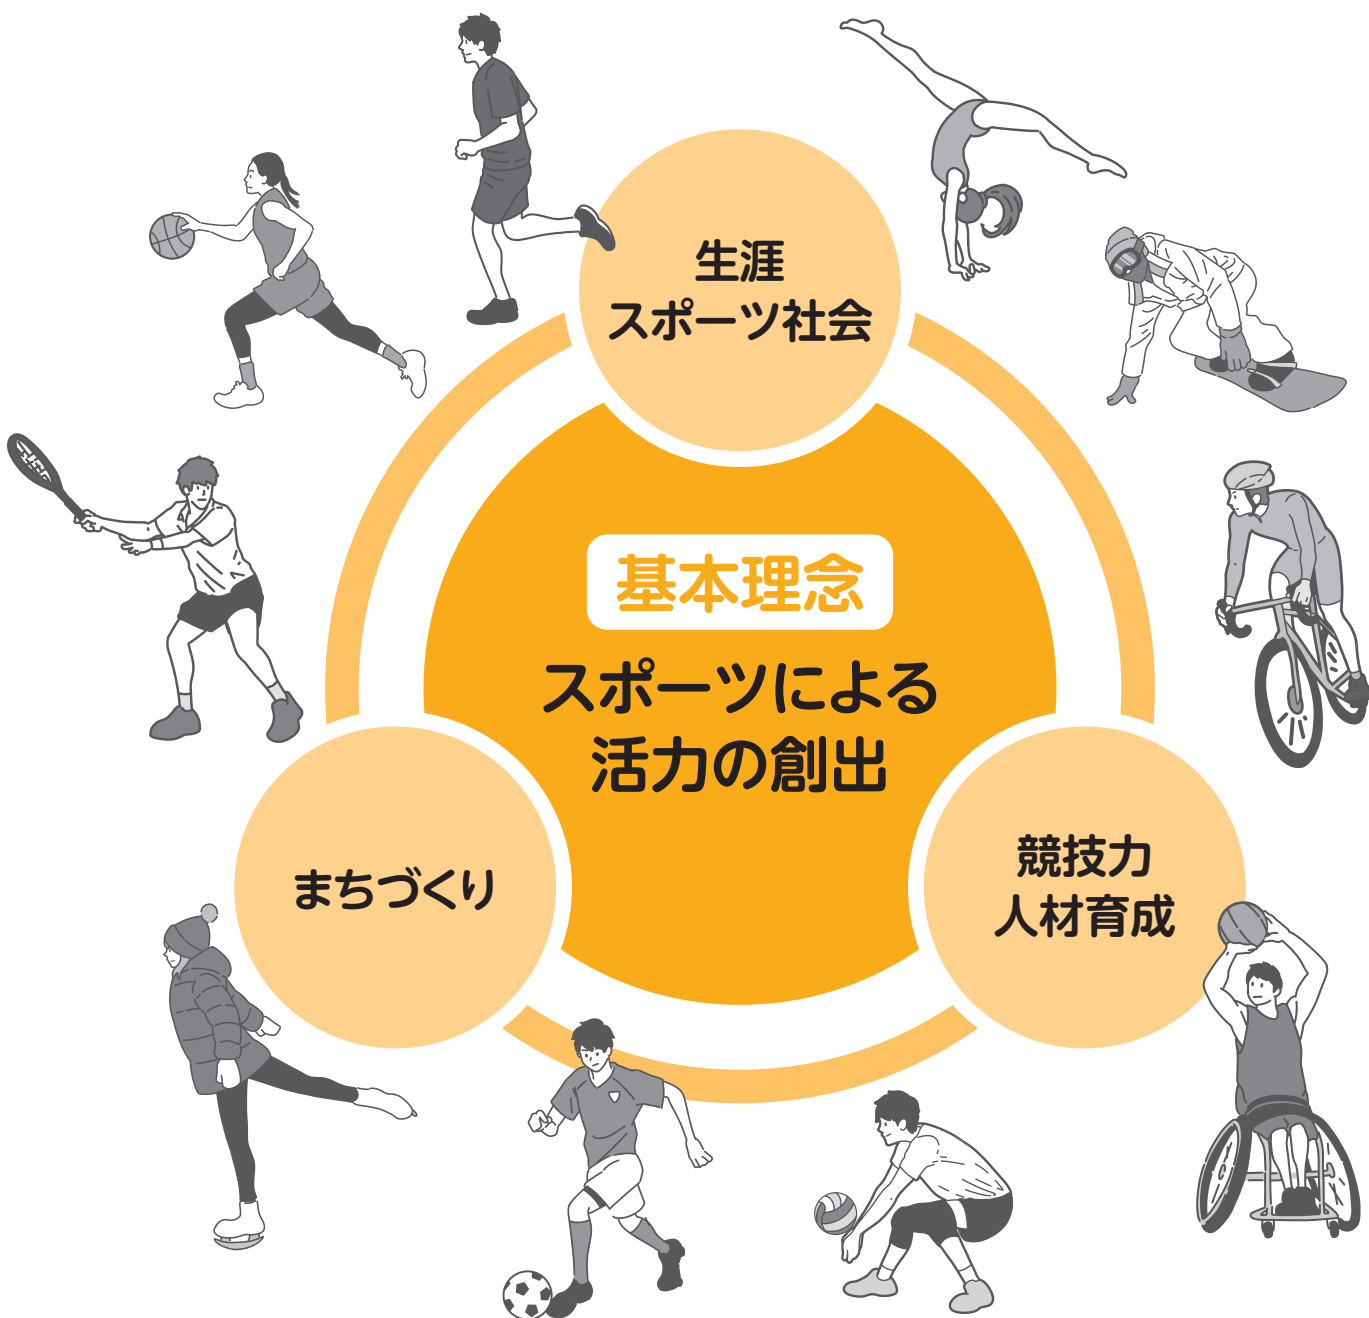 生涯
スポーツ社会
基本理念
スポーツによる
活力の創出
まちづくり
競技力
人材育成